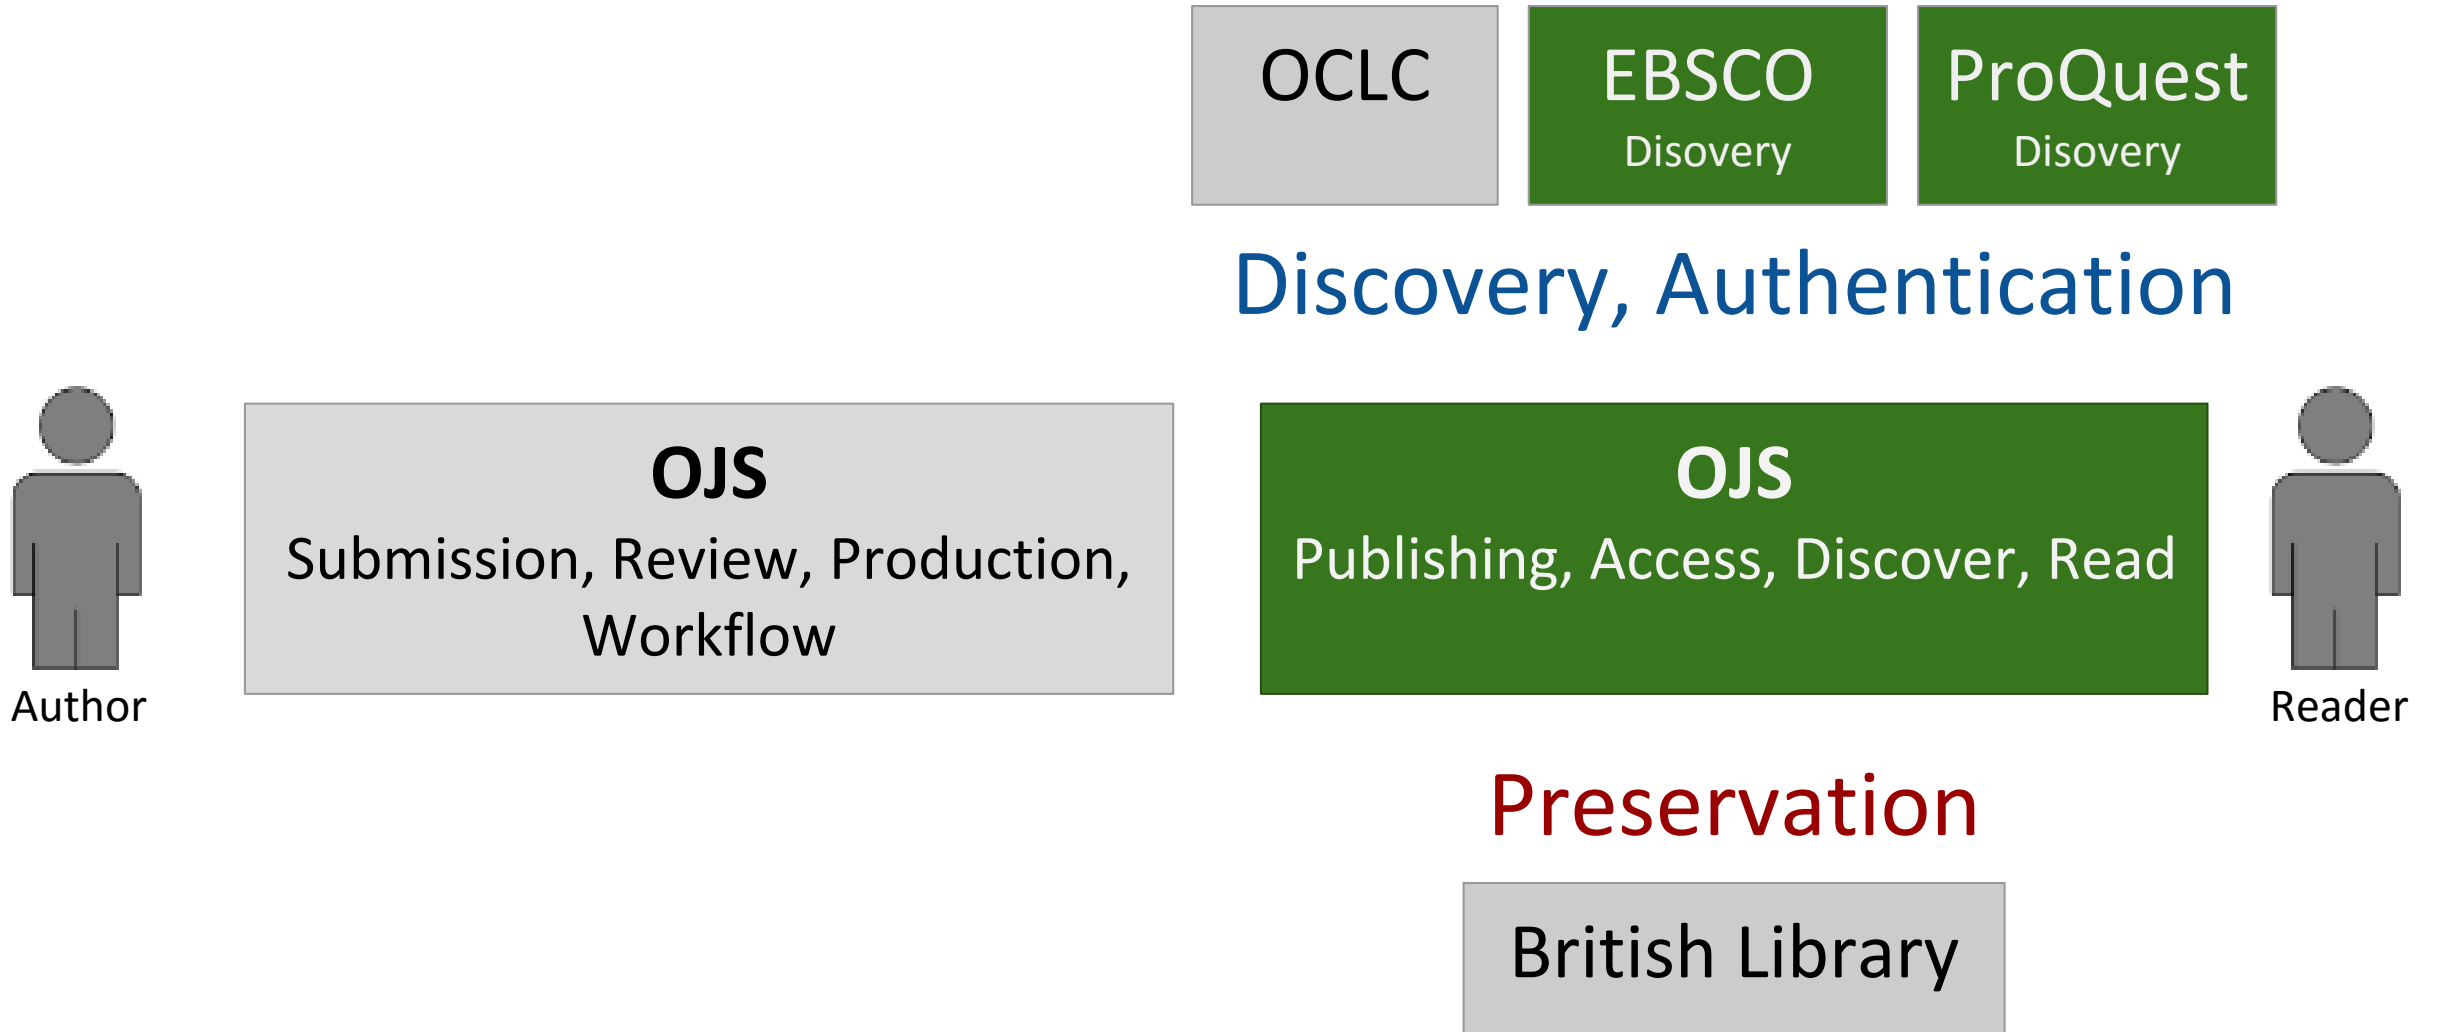 OCLC
EBSCO
Disovery
ProQuest
Disovery
Discovery, Authentication
OJS
Submission, Review, Production,
Workflow
OJS
Publishing, Access, Discover, Read
Author
Reader
Preservation
British Library